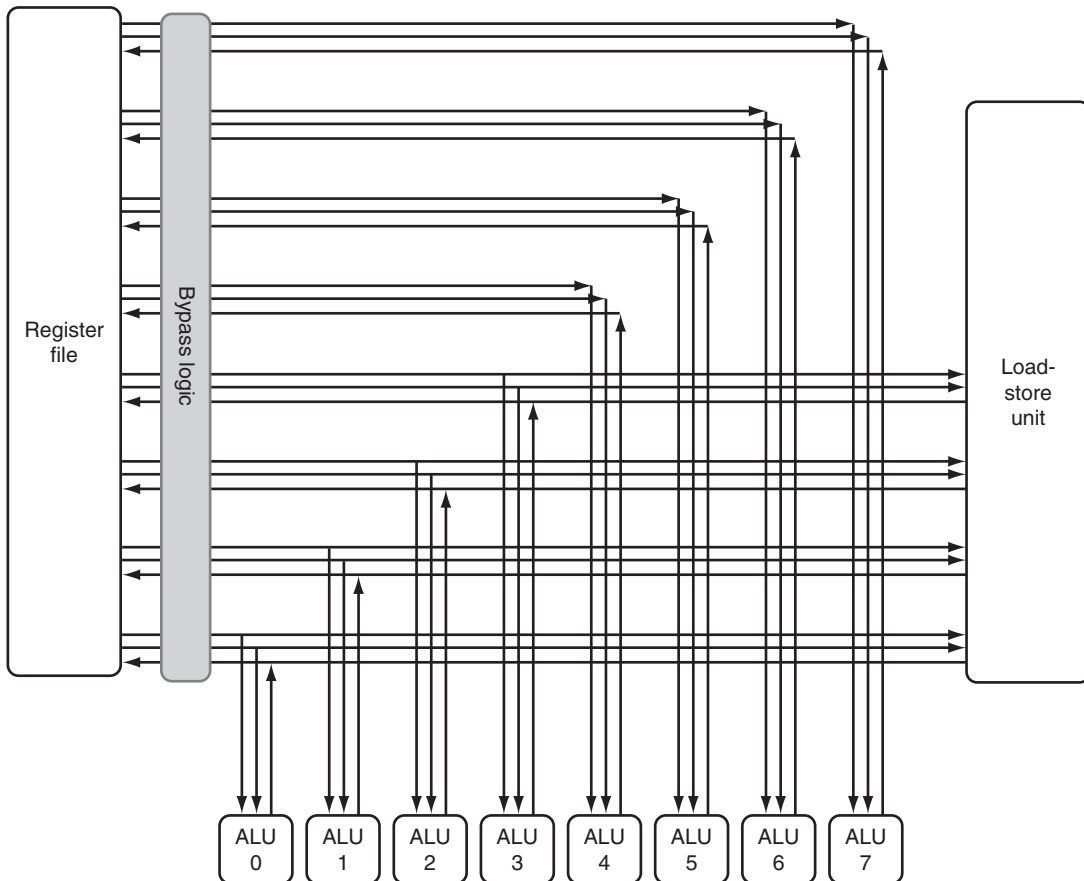 Register
file
Bypass logic
Load-
store
unit
ALU
0
ALU
1
ALU
2
ALU
3
ALU
4
ALU
5
ALU
6
ALU
7